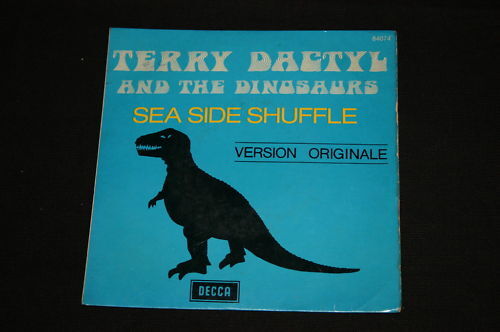 84074
TERRY DACTYL
AND THE DINOSAURS
SEA SIDE SHUFFLE
VERSION ORIGINALE
DECCA